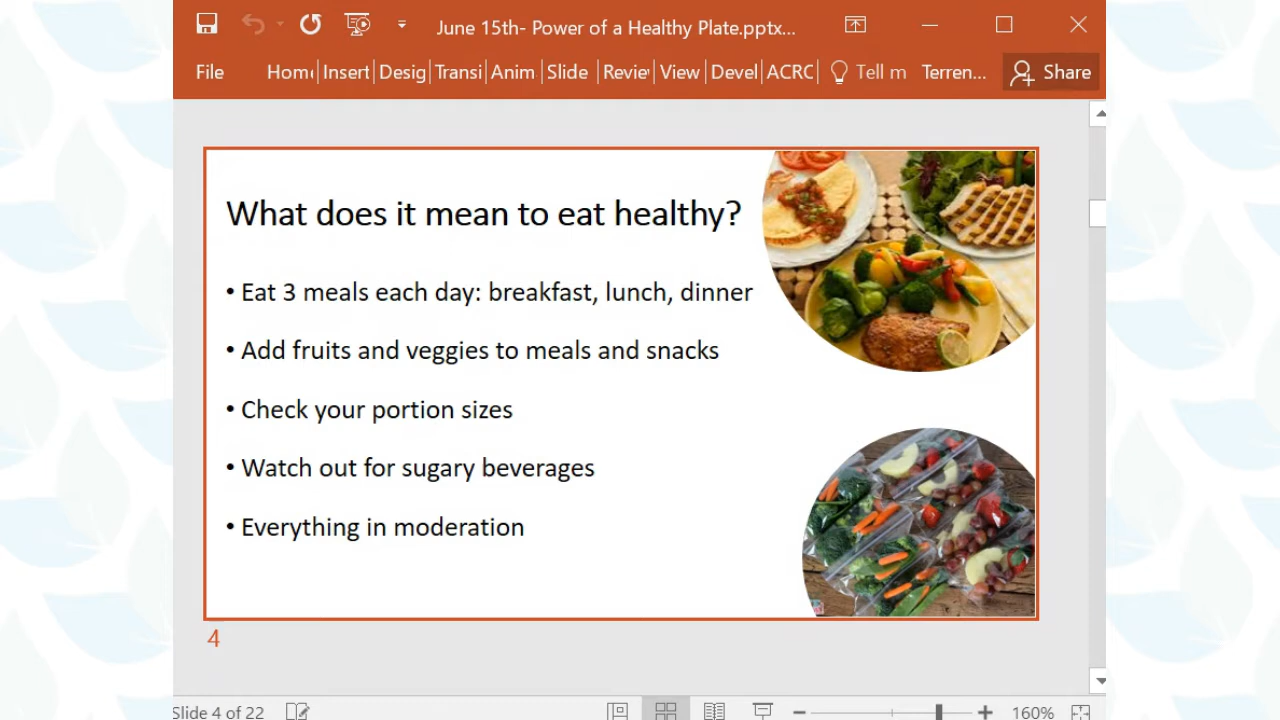 June 15th- Power of a Healthy Plate.pptx...
File Hom Insert Desig Transi Anim Slide Revie View Devel ACRC Tell m Terren... Share
What does it mean to eat healthy?
• Eat 3 meals each day: breakfast, lunch, dinner
• Add fruits and veggies to meals and snacks
• Check your portion sizes
• Watch out for sugary beverages
• Everything in moderation
4
Slide 4 of 22 160%